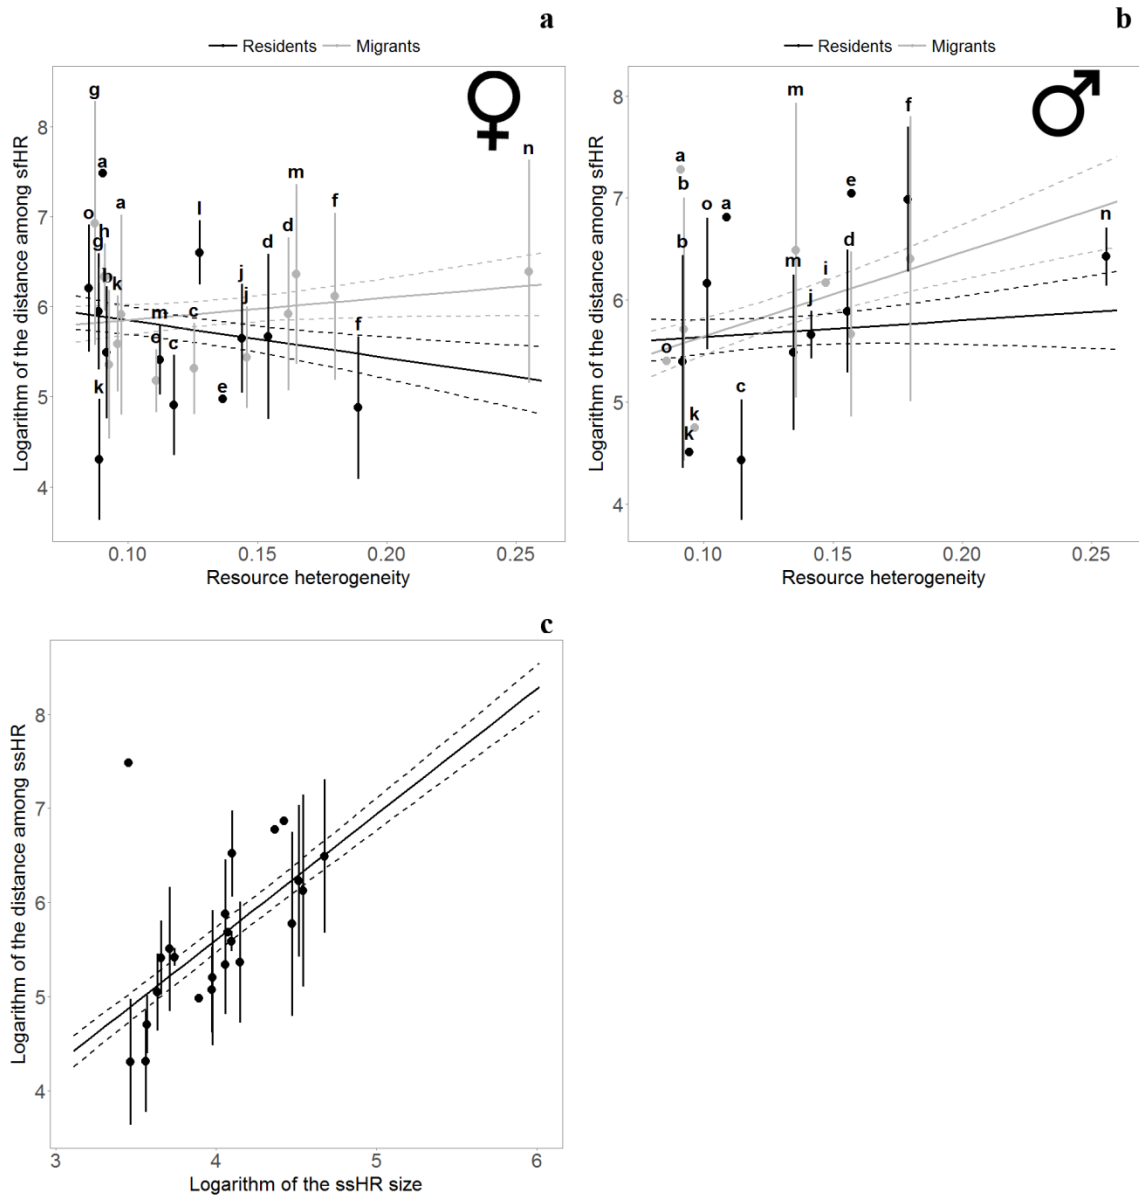 a
Residents Migrants
Logarithm of the distance among sfHR
8
7
6
5
4
g
a
o
h
a
g
b
k
k
m
o
c
c
l
e
j
j
d
d
m
f
f
n
0.10 0.15 0.20 0.25
Resource heterogeneity
b
Residents Migrants
Logarithm of the distance among sfHR
8
7
6
5
4
m
f
a
b
o
a
e
b
o
k
k
c
m
i
j
d
n
0.10 0.15 0.20 0.25
Resource heterogeneity
c
Logarithm of the distance among ssHR
8
7
6
5
4
3 4 5 6
Logarithm of the ssHR size